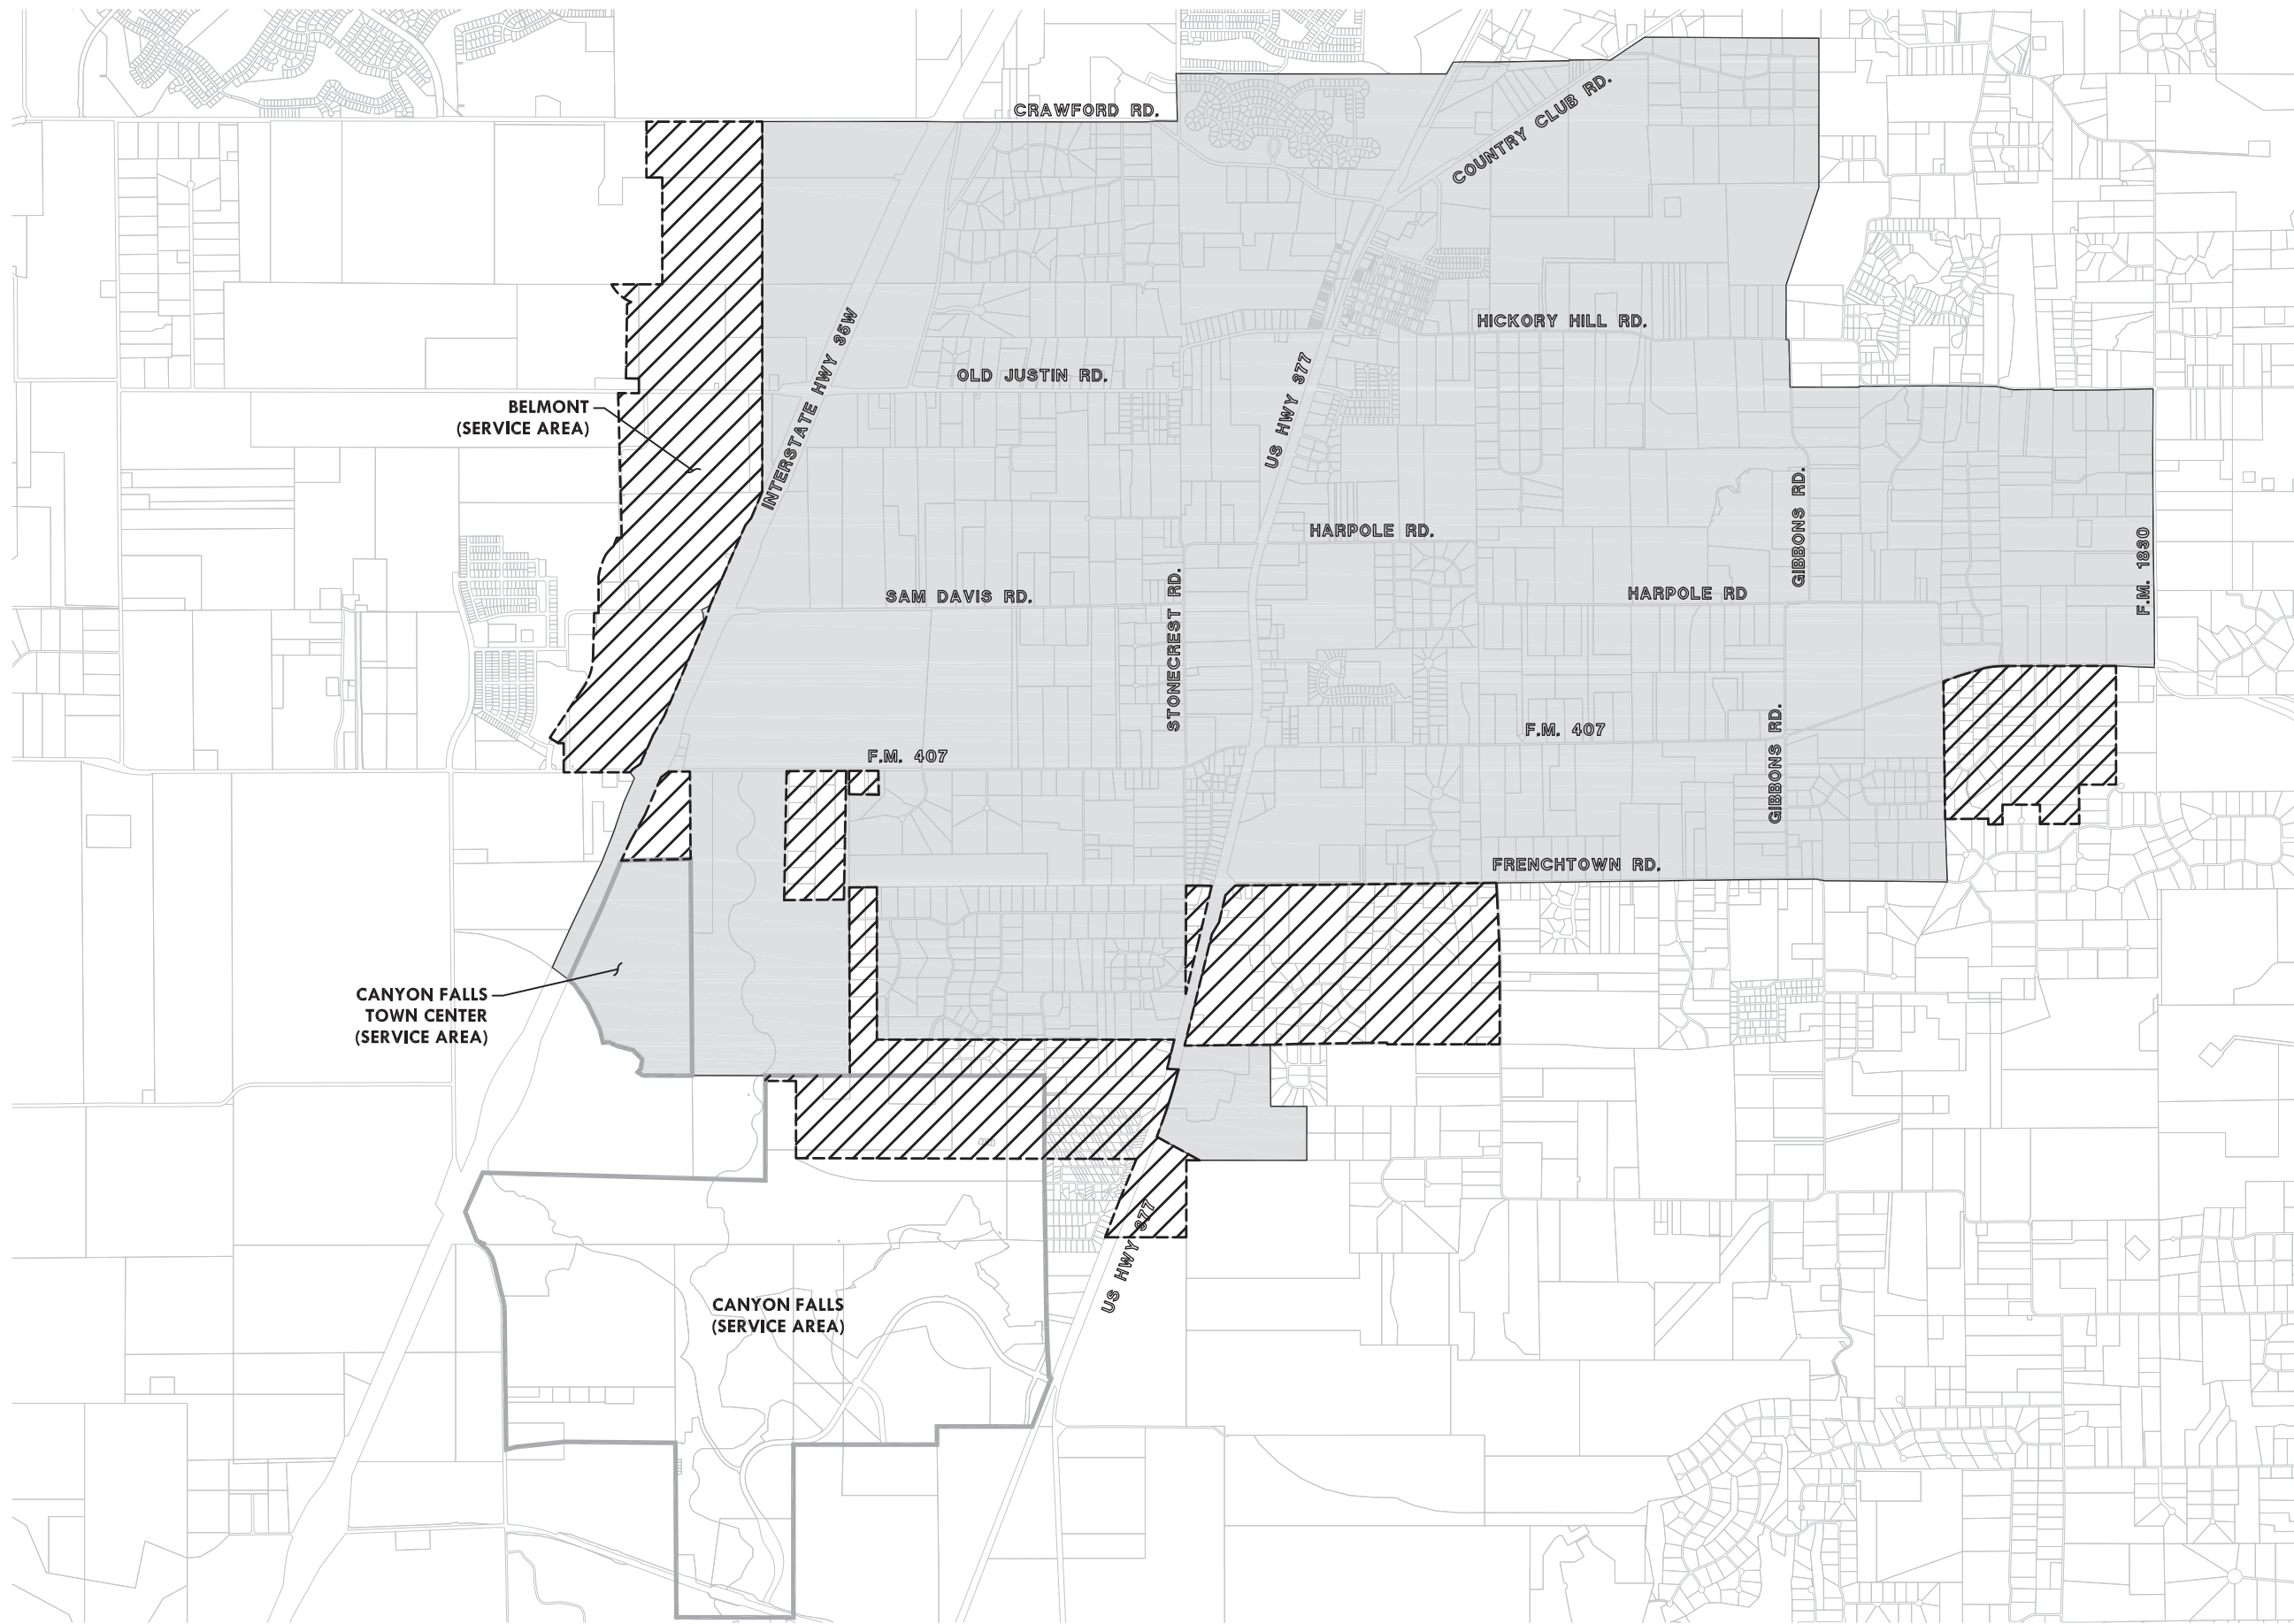 CRAWFORD RD.
COUNTRY CLUB RD.
HICKORY HILL RD.
INTERSTATE HWY 35W
OLD JUSTIN RD.
US HWY 377
BELMONT
(SERVICE AREA)
GIBBONS RD.
HARPOLE RD.
F.M. 1830
SAM DAVIS RD.
STONECREST RD.
HARPOLE RD
F.M. 407
F.M. 407
GIBBONS RD.
FRENCHTOWN RD.
CANYON FALLS
TOWN CENTER
(SERVICE AREA)
US HWY 377
CANYON FALLS
(SERVICE AREA)